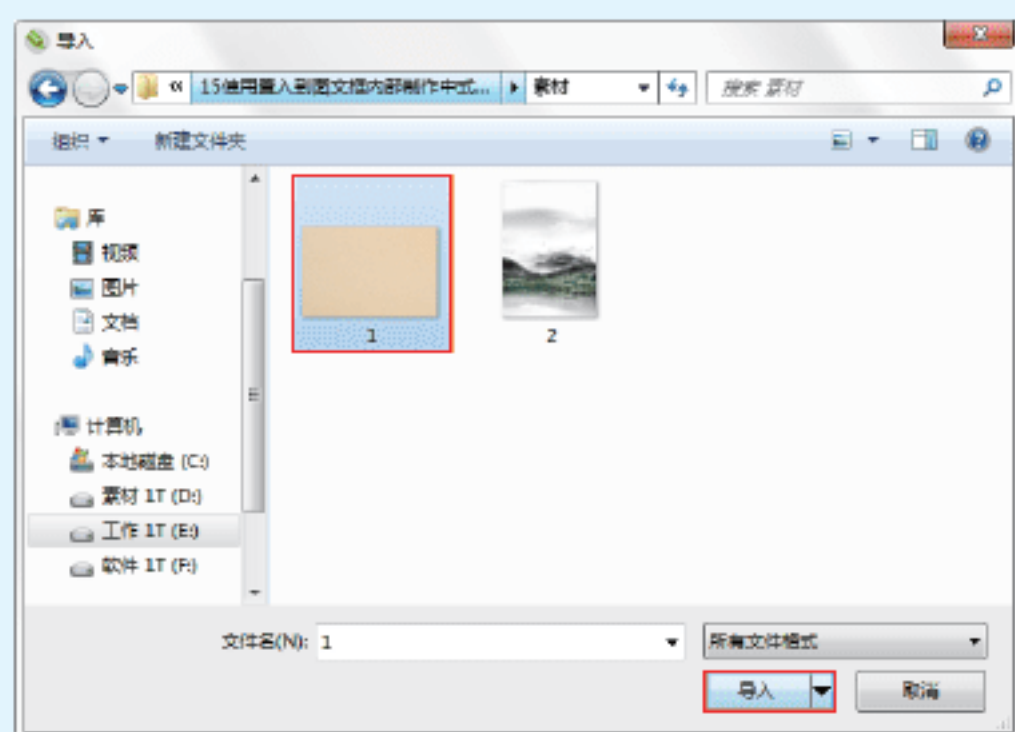 导入
15使用置入到图文框内部制作中式... 素材 搜索 素材
组织 新建文件夹
库
视频
图片
文档
音乐
计算机
本地磁盘 (C:)
素材 1T (D:)
工作 1T (E:)
软件 1T (F:)
1
2
文件名(N): 1 所有文件格式
导入 取消